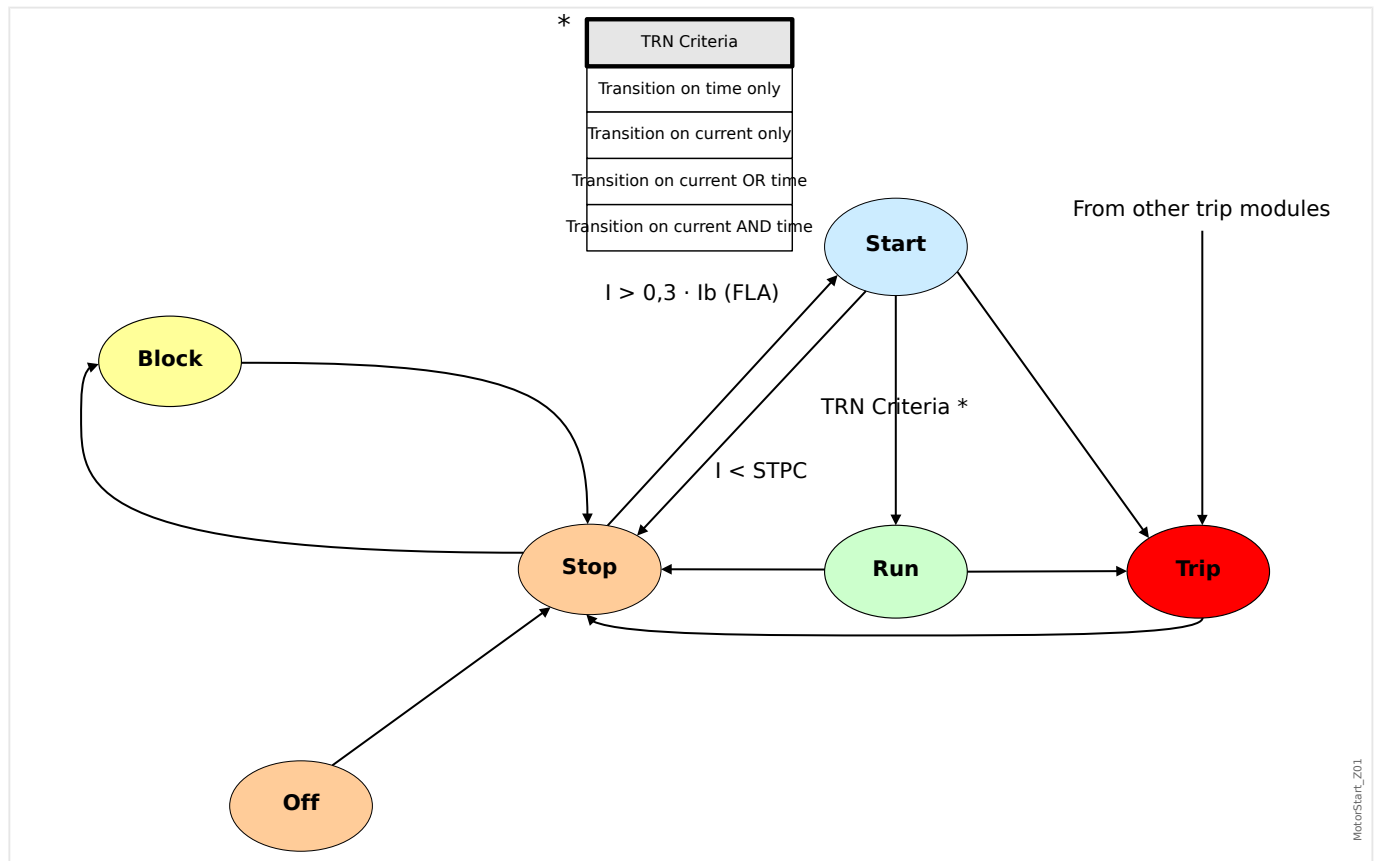 *
TRN Criteria
Transition on time only
Transition on current only
Transition on current OR time
Transition on current AND time
From other trip modules
Start
I > 0,3 · Ib (FLA)
Block
TRN Criteria *
I < STPC
Stop
Run
Trip
Off
MotorStart_Z01